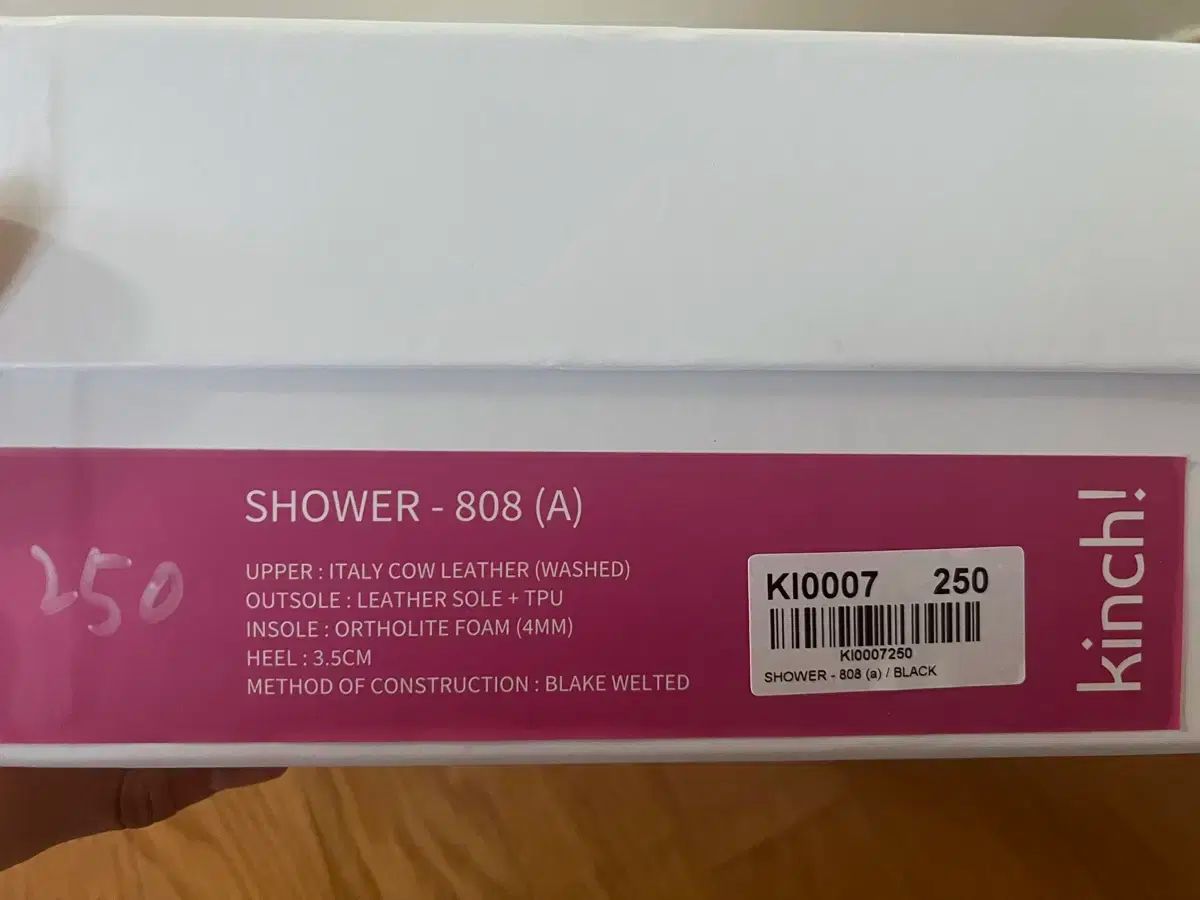 SHOWER - 808 (A)
250
UPPER : ITALY COW LEATHER (WASHED)
OUTSOLE : LEATHER SOLE + TPU
INSOLE : ORTHOLITE FOAM (4MM)
HEEL : 3.5CM
METHOD OF CONSTRUCTION : BLAKE WELTED
KI0007 250
KI0007250
SHOWER - 808 (a) / BLACK
kinch!